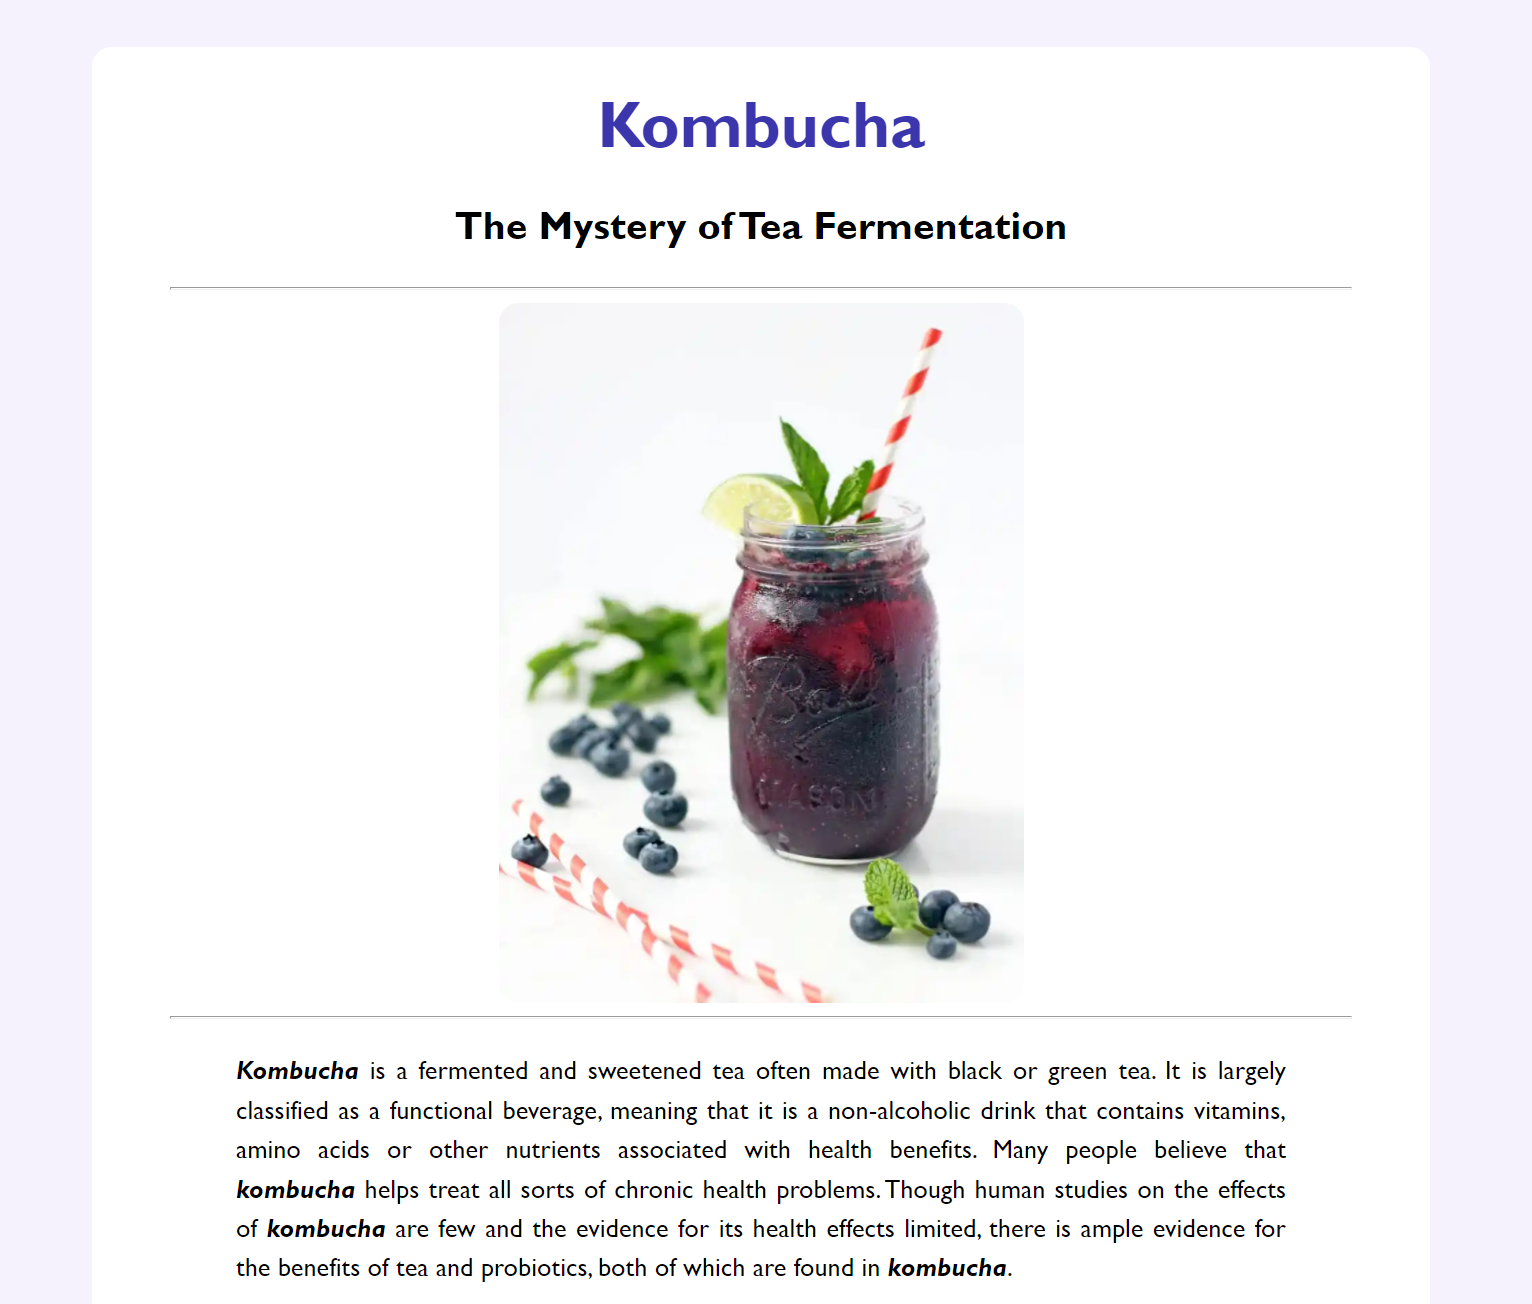 Kombucha
The Mystery of Tea Fermentation
Ball
MASON
Kombucha is a fermented and sweetened tea often made with black or green tea. It is largely
classified as a functional beverage, meaning that it is a non-alcoholic drink that contains vitamins,
amino acids or other nutrients associated with health benefits. Many people believe that
kombucha helps treat all sorts of chronic health problems. Though human studies on the effects
of kombucha are few and the evidence for its health effects limited, there is ample evidence for
the benefits of tea and probiotics, both of which are found in kombucha.